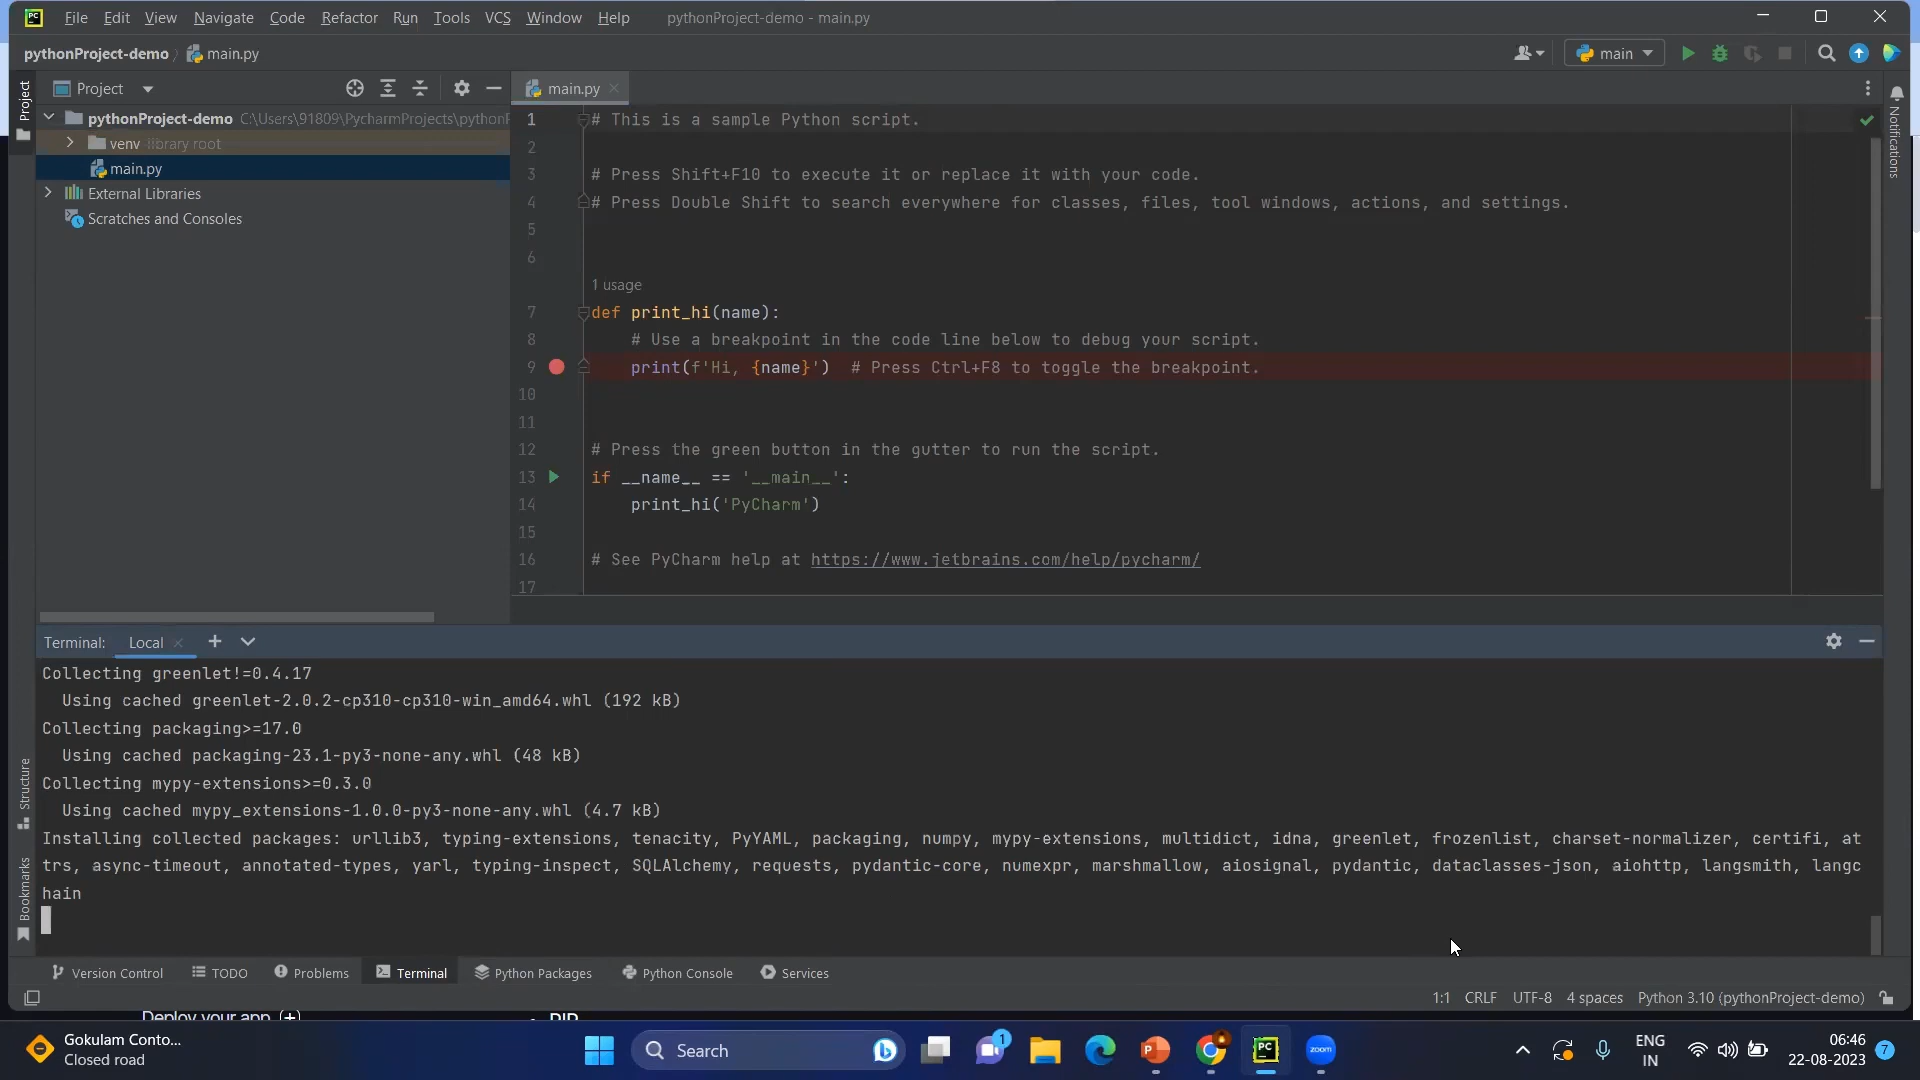 File Edit View Navigate Code Refactor Run Tools VCS Window Help pythonProject-demo - main.py
pythonProject-demo main.py main
Project main.py
Project
Notifications
pythonProject-demo C:\Users\91809\PycharmProjects\pythonP
venv library root
main.py
External Libraries
Scratches and Consoles
1 # This is a sample Python script.
2
3 # Press Shift+F10 to execute it or replace it with your code.
4 # Press Double Shift to search everywhere for classes, files, tool windows, actions, and settings.
5
6
1 usage
7 def print_hi(name):
8 # Use a breakpoint in the code line below to debug your script.
9 print(f'Hi, {name}') # Press Ctrl+F8 to toggle the breakpoint.
10
11
12 # Press the green button in the gutter to run the script.
13 if __name__ == '__main__':
14 print_hi('PyCharm')
15
16 # See PyCharm help at https://www.jetbrains.com/help/pycharm/
17
Terminal: Local
Collecting greenlet!=0.4.17
Using cached greenlet-2.0.2-cp310-cp310-win_amd64.whl (192 kB)
Collecting packaging>=17.0
Using cached packaging-23.1-py3-none-any.whl (48 kB)
Collecting mypy-extensions>=0.3.0
Using cached mypy_extensions-1.0.0-py3-none-any.whl (4.7 kB)
Installing collected packages: urllib3, typing-extensions, tenacity, PyYAML, packaging, numpy, mypy-extensions, multidict, idna, greenlet, frozenlist, charset-normalizer, certifi, at
trs, async-timeout, annotated-types, yarl, typing-inspect, SQLAlchemy, requests, pydantic-core, numexpr, marshmallow, aiosignal, pydantic, dataclasses-json, aiohttp, langsmith, langc
hain
Structure
Bookmarks
Version Control TODO Problems Terminal Python Packages Python Console Services
1:1 CRLF UTF-8 4 spaces Python 3.10 (pythonProject-demo)
Deploy your app
PIP
Gokulam Conto...
Closed road
Search
1
PC
zoom
ENG
IN
06:46
22-08-2023
7